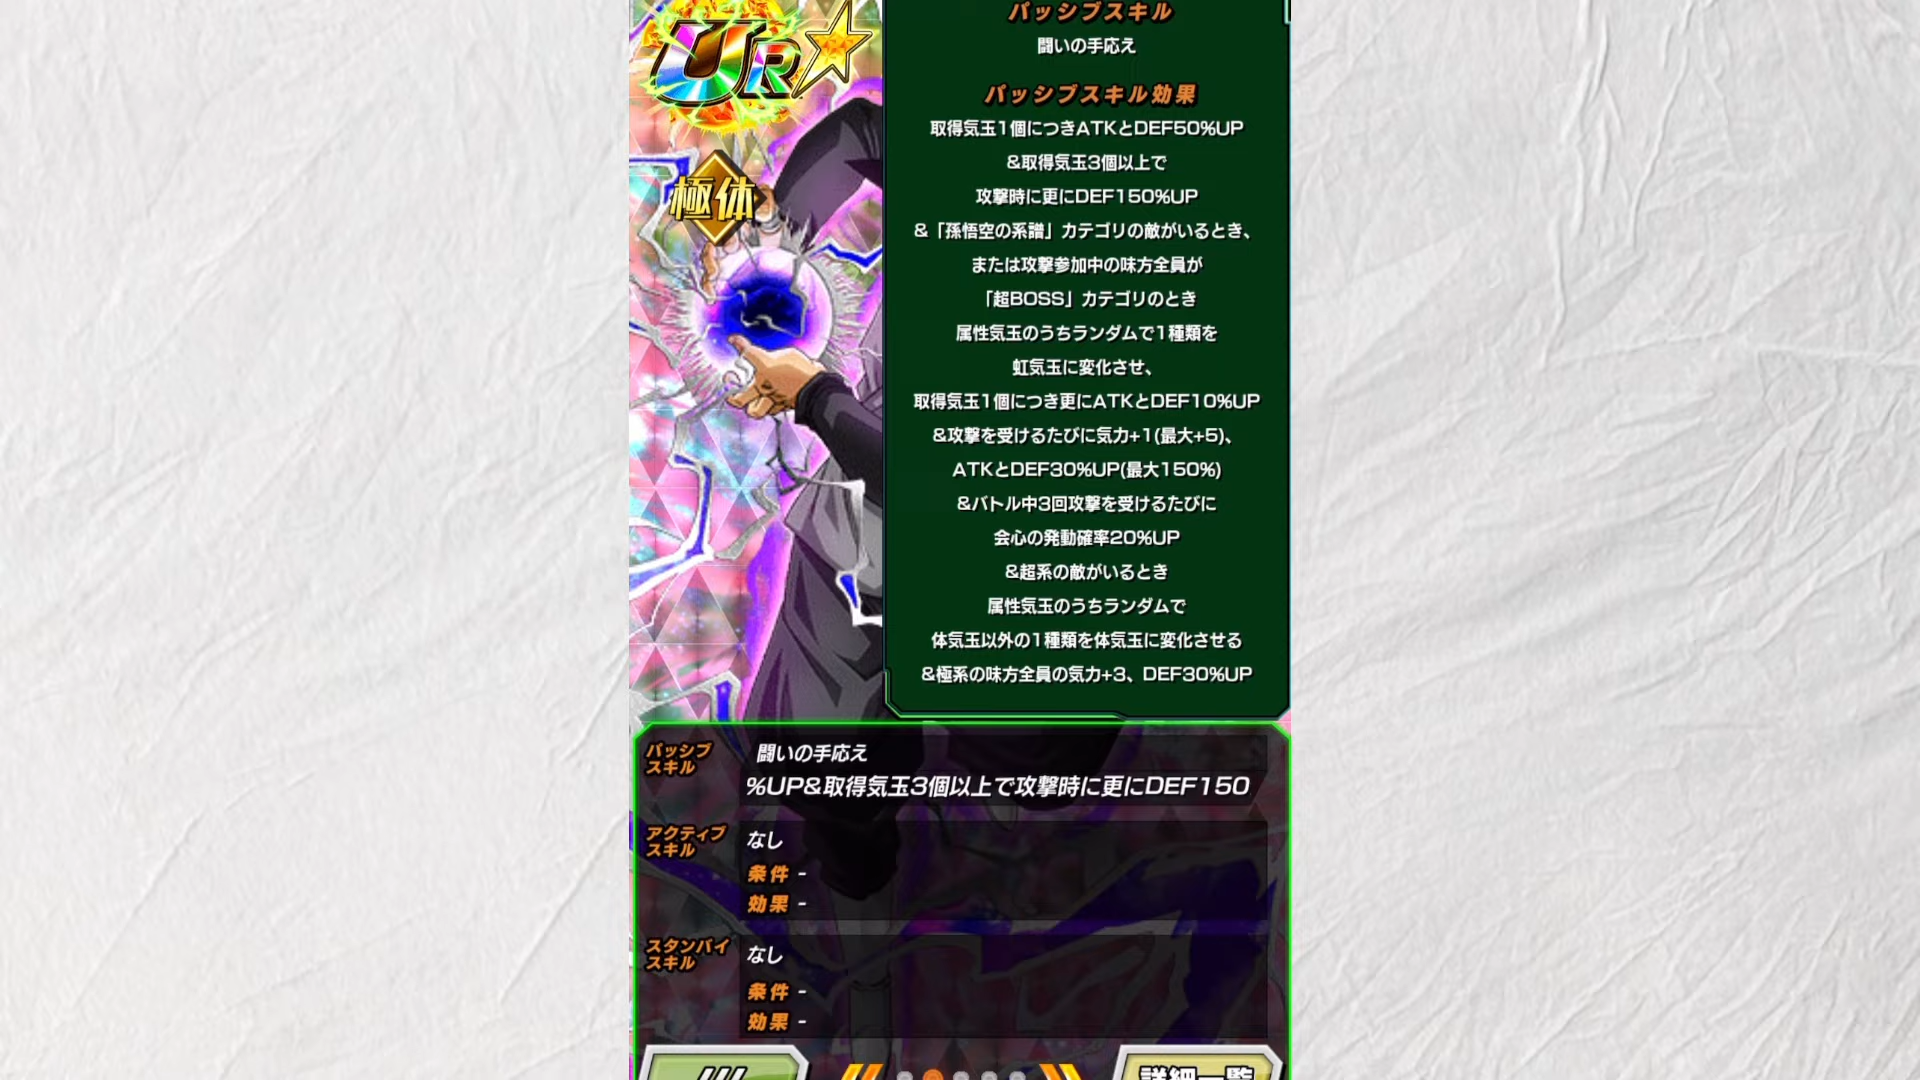 パッシブスキル
闘いの手応え
パッシブスキル効果
取得気玉1個につきATKとDEF50%UP
&取得気玉3個以上で
攻撃時に更にDEF150%UP
&「孫悟空の系譜」カテゴリの敵がいるとき、
または攻撃参加中の味方全員が
「超BOSS」カテゴリのとき
属性気玉のうちランダムで1種類を
虹気玉に変化させ、
取得気玉1個につき更にATKとDEF10%UP
&攻撃を受けるたびに気力+1(最大+5)、
ATKとDEF30%UP(最大150%)
&バトル中3回攻撃を受けるたびに
会心の発動確率20%UP
&超系の敵がいるとき
属性気玉のうちランダムで
体気玉以外の1種類を体気玉に変化させる
&極系の味方全員の気力+3、DEF30%UP
UR
極体
パッシブ
スキル
闘いの手応え
%UP&取得気玉3個以上で攻撃時に更にDEF150
アクティブ
スキル
なし
条件 -
効果 -
スタンバイ
スキル
なし
条件 -
効果 -
詳細一覧